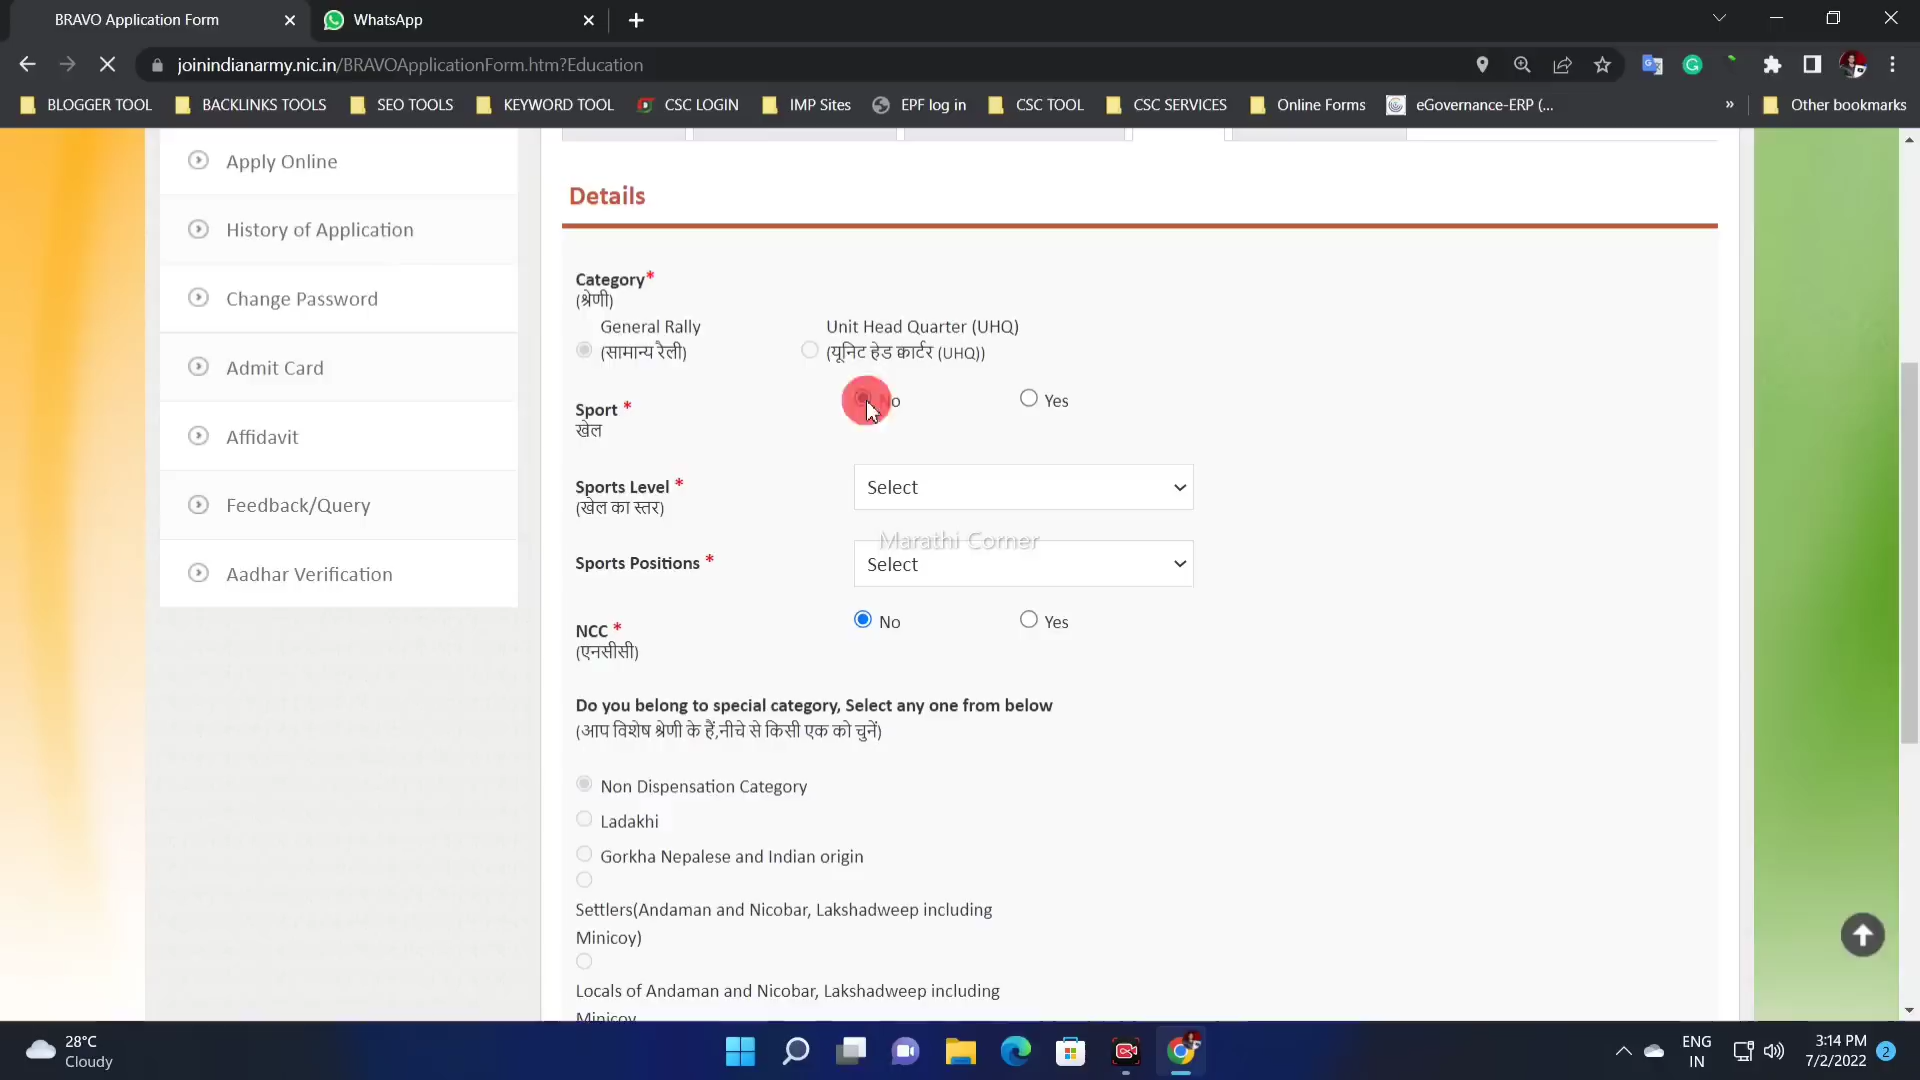 BRAVO Application Form
WhatsApp
joinindianarmy.nic.in/BRAVOApplicationForm.htm?Education
BLOGGER TOOL
BACKLINKS TOOLS
SEO TOOLS
KEYWORD TOOL
CSC LOGIN
IMP Sites
EPF log in
CSC TOOL
CSC SERVICES
Online Forms
eGovernance-ERP (...
»
Other bookmarks
Apply Online
History of Application
Change Password
Admit Card
Affidavit
Feedback/Query
Aadhar Verification
Details
Category*
(श्रेणी)
General Rally
(सामान्य रैली)
Unit Head Quarter (UHQ)
(यूनिट हेड क्वार्टर (UHQ))
Sport *
खेल
No
Yes
Sports Level *
(खेल का स्तर)
Select
Marathi Corner
Sports Positions *
Select
NCC *
(एनसीसी)
No
Yes
Do you belong to special category, Select any one from below
(आप विशेष श्रेणी के हैं,नीचे से किसी एक को चुनें)
Non Dispensation Category
Ladakhi
Gorkha Nepalese and Indian origin
Settlers(Andaman and Nicobar, Lakshadweep including
Minicoy)
Locals of Andaman and Nicobar, Lakshadweep including
Minicoy
28°C
Cloudy
ENG
IN
3:14 PM
7/2/2022
2